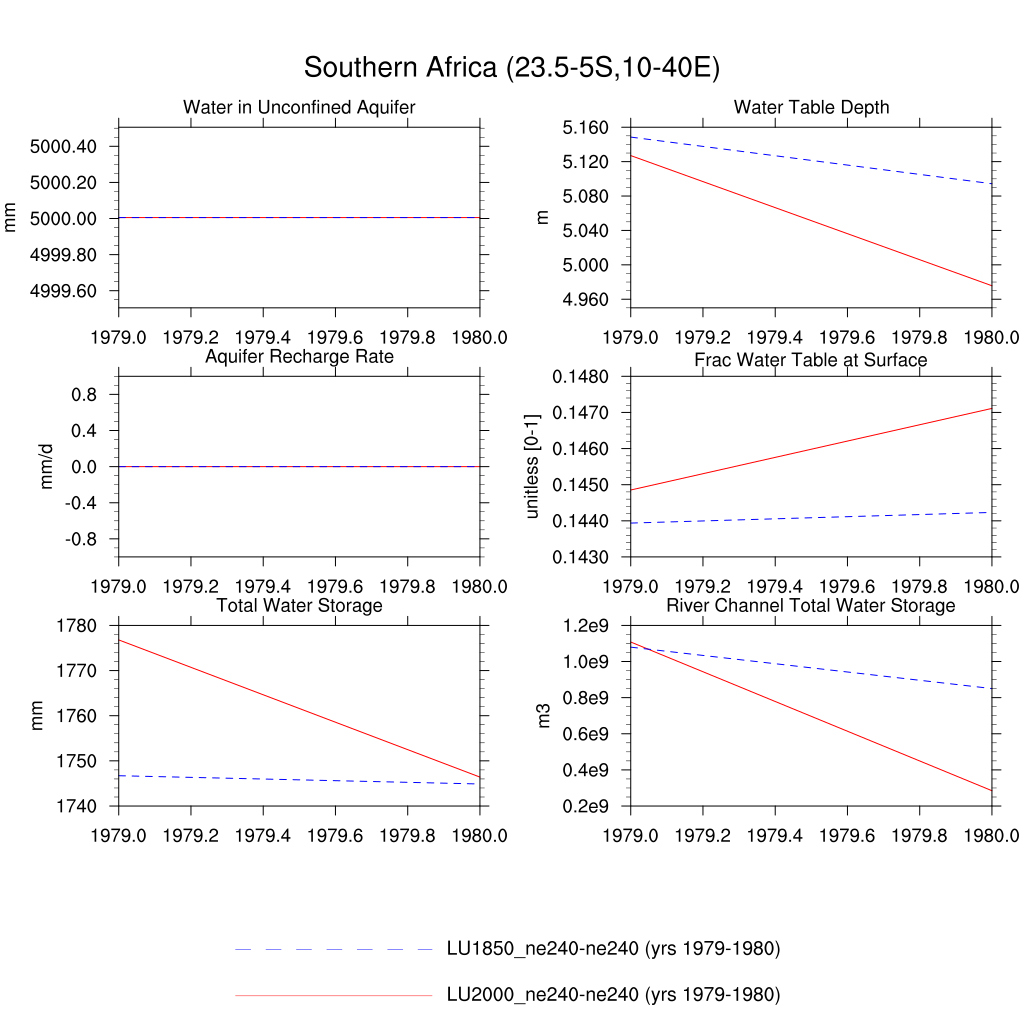 Southern Africa (23.5-5S,10-40E)
Water in Unconfined Aquifer
5000.40
5000.20
5000.00
4999.80
4999.60
mm
1979.0 1979.2 1979.4 1979.6 1979.8 1980.0
Water Table Depth
5.160
5.120
5.080
5.040
5.000
4.960
m
1979.0 1979.2 1979.4 1979.6 1979.8 1980.0
Aquifer Recharge Rate
0.8
0.4
0.0
-0.4
-0.8
mm/d
1979.0 1979.2 1979.4 1979.6 1979.8 1980.0
Frac Water Table at Surface
0.1480
0.1470
0.1460
0.1450
0.1440
0.1430
unitless [0-1]
1979.0 1979.2 1979.4 1979.6 1979.8 1980.0
Total Water Storage
1780
1770
1760
1750
1740
mm
1979.0 1979.2 1979.4 1979.6 1979.8 1980.0
River Channel Total Water Storage
1.2e9
1.0e9
0.8e9
0.6e9
0.4e9
0.2e9
m3
1979.0 1979.2 1979.4 1979.6 1979.8 1980.0
LU1850_ne240-ne240 (yrs 1979-1980)
LU2000_ne240-ne240 (yrs 1979-1980)